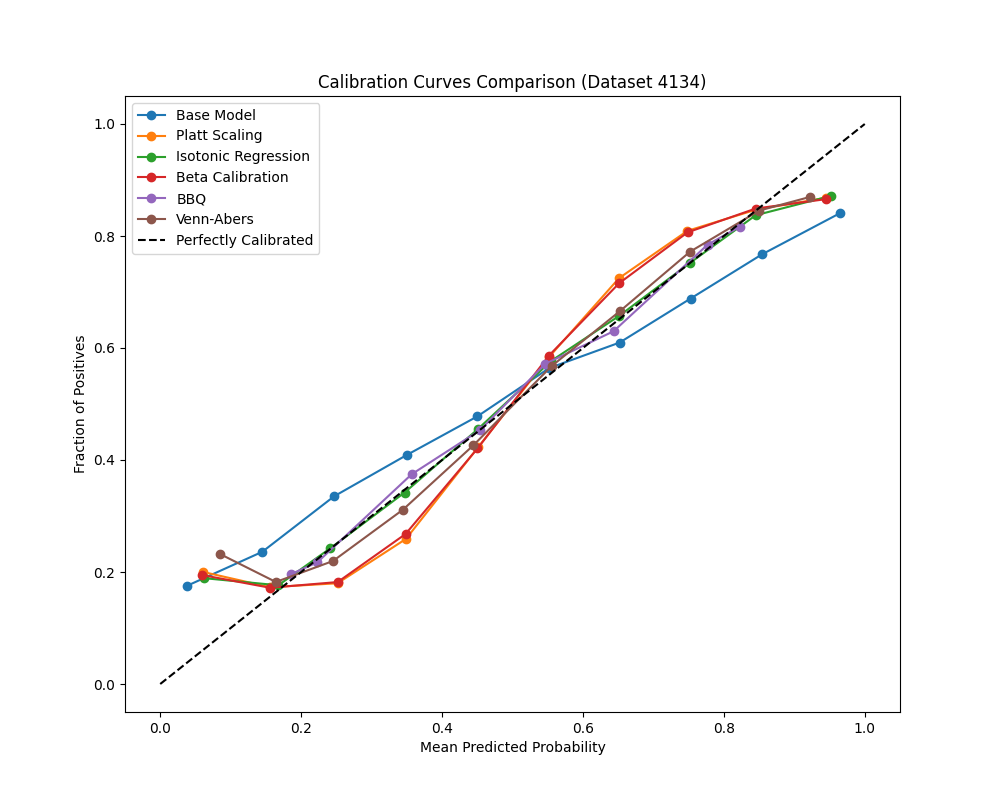 Calibration Curves Comparison (Dataset 4134)
Base Model
Platt Scaling
Isotonic Regression
Beta Calibration
BBQ
Venn-Abers
Perfectly Calibrated
Fraction of Positives
1.0
0.8
0.6
0.4
0.2
0.0
0.0 0.2 0.4 0.6 0.8 1.0
Mean Predicted Probability